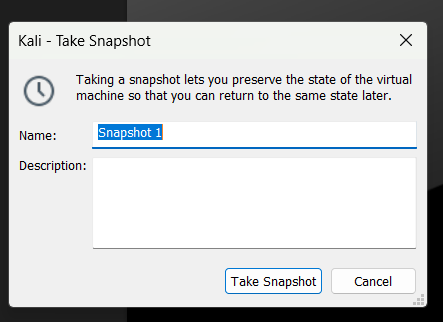 Kali - Take Snapshot
Taking a snapshot lets you preserve the state of the virtual
machine so that you can return to the same state later.
Name:
Snapshot 1
Description:
Take Snapshot
Cancel